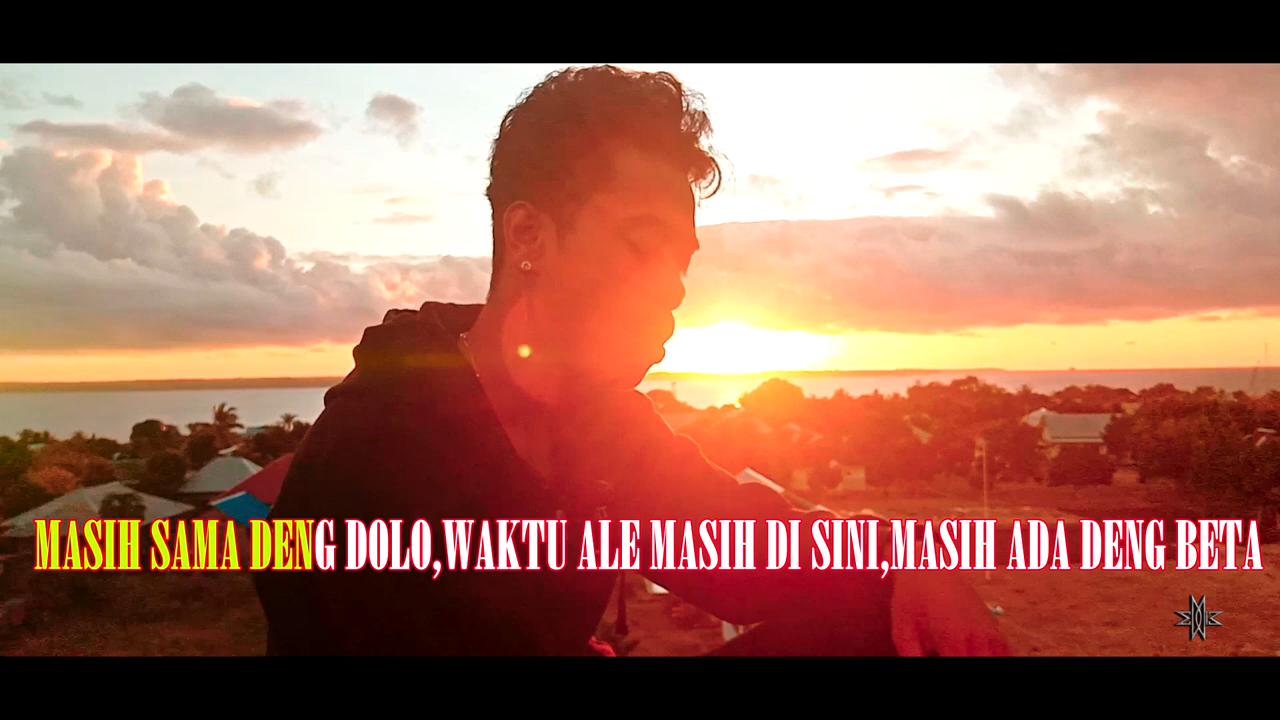 MASIH SAMA DENG DOLO,WAKTU ALE MASIH DI SINI,MASIH ADA DENG BETA